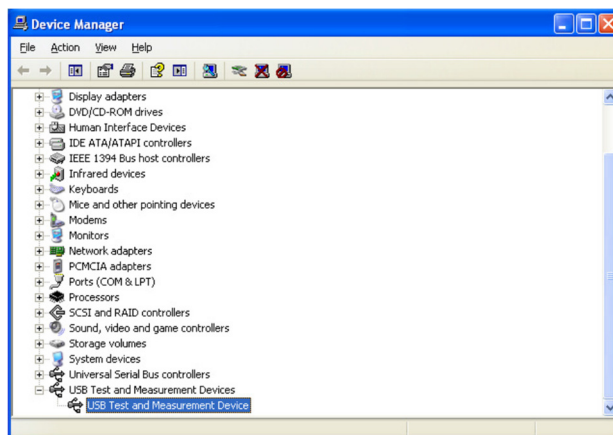 Device Manager
File Action View Help
Display adapters
DVD/CD-ROM drives
Human Interface Devices
IDE ATA/ATAPI controllers
IEEE 1394 Bus host controllers
Infrared devices
Keyboards
Mice and other pointing devices
Modems
Monitors
Network adapters
PCMCIA adapters
Ports (COM & LPT)
Processors
SCSI and RAID controllers
Sound, video and game controllers
Storage volumes
System devices
Universal Serial Bus controllers
USB Test and Measurement Devices
USB Test and Measurement Device